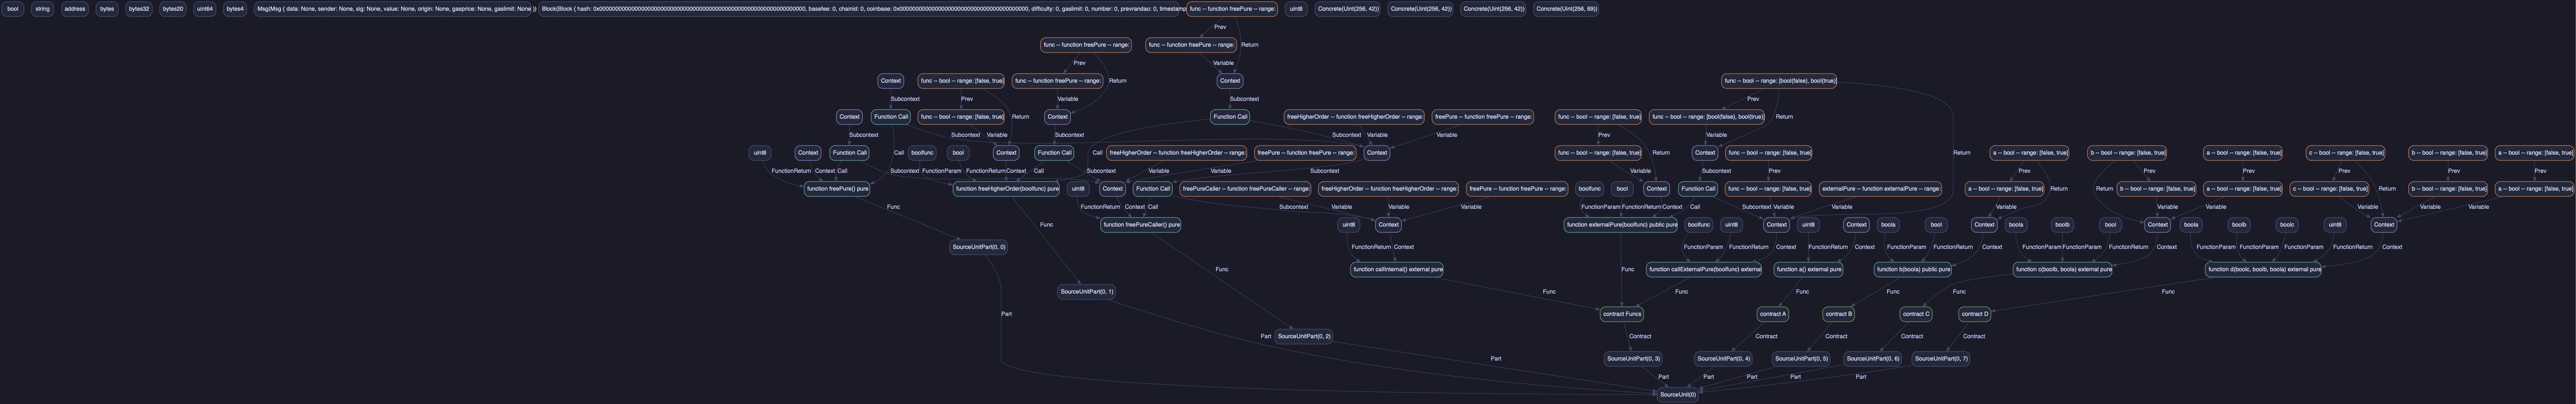 bool string address bytes bytes32 bytes20 uint64 bytes4 Msg(Msg { data: None, sender: None, sig: None, value: None, origin: None, gasprice: None, gaslimit: None }) func -- function freePure -- range: uint8 Concrete(Uint(256, 42)) Concrete(Uint(256, 42)) Concrete(Uint(256, 42)) Concrete(Uint(256, 69))
Prev
func -- function freePure -- range: func -- function freePure -- range: Return
Prev Variable
Context func -- bool -- range: [false, true] func -- function freePure -- range: Return Context func -- bool -- range: [bool(false), bool(true)]
Subcontext Prev Variable Subcontext Prev
Context Function Call func -- bool -- range: [false, true] Return Context Function Call freeHigherOrder -- function freeHigherOrder -- range: freePure -- function freePure -- range: func -- bool -- range: [false, true] func -- bool -- range: [bool(false), bool(true)] Return
Subcontext Subcontext Variable Subcontext Subcontext Variable Variable Prev Variable
uint8 Context Function Call Call boolfunc bool Context Function Call Call freeHigherOrder -- function freeHigherOrder -- range: freePure -- function freePure -- range: Context func -- bool -- range: [false, true] Return Context func -- bool -- range: [false, true] Return a -- bool -- range: [false, true] b -- bool -- range: [false, true] a -- bool -- range: [false, true] c -- bool -- range: [false, true] b -- bool -- range: [false, true] a -- bool -- range: [false, true]
FunctionReturn Context Call Subcontext FunctionParam FunctionReturn Context Call Subcontext Variable Variable Subcontext Variable Subcontext Prev Prev Prev Prev Prev Prev Prev
function freePure() pure function freeHigherOrder(boolfunc) pure uint8 Context Function Call freePureCaller -- function freePureCaller -- range: freeHigherOrder -- function freeHigherOrder -- range: freePure -- function freePure -- range: boolfunc bool Context Function Call func -- bool -- range: [false, true] externalPure -- function externalPure -- range: a -- bool -- range: [false, true] Return Return b -- bool -- range: [false, true] a -- bool -- range: [false, true] c -- bool -- range: [false, true] Return b -- bool -- range: [false, true] a -- bool -- range: [false, true]
Func FunctionReturn Context Call Subcontext Variable Variable Variable FunctionParam FunctionReturn Context Call Subcontext Variable Variable Variable Variable Variable Variable Variable Variable
Func function freePureCaller() pure uint8 Context function externalPure(boolfunc) public pure boolfunc uint8 Context uint8 Context boola bool Context boola boolb bool Context boola boolb boolc uint8 Context
SourceUnitPart(0, 0) FunctionReturn Context FunctionParam FunctionReturn Context FunctionReturn Context FunctionParam FunctionReturn Context FunctionParam FunctionParam FunctionReturn Context FunctionParam FunctionParam FunctionParam FunctionReturn Context
Func function callInternal() external pure Func function callExternalPure(boolfunc) external function a() external pure function b(boola) public pure function c(boolb, boola) external pure function d(boolc, boolb, boola) external pure
SourceUnitPart(0, 1) Func Func Func Func Func Func
Part contract Funcs contract A contract B contract C contract D
Part SourceUnitPart(0, 2) Contract Contract Contract Contract Contract
Part SourceUnitPart(0, 3) SourceUnitPart(0, 4) SourceUnitPart(0, 5) SourceUnitPart(0, 6) SourceUnitPart(0, 7)
Part Part Part Part Part
SourceUnit(0)